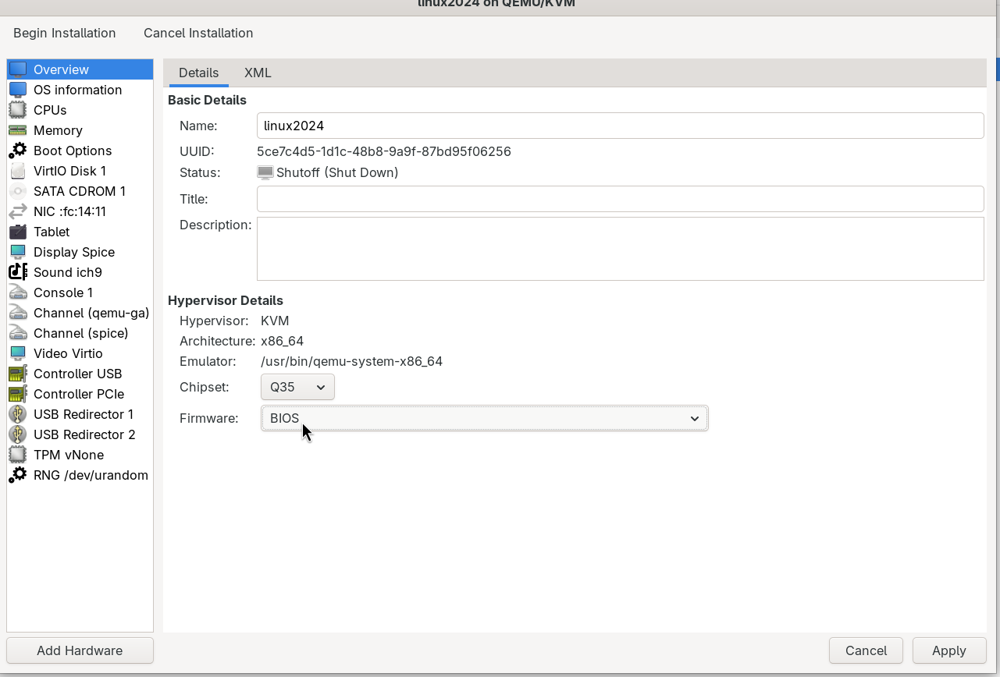 linux2024 on QEMU/KVM
Begin Installation Cancel Installation
Overview
OS information
CPUs
Memory
Boot Options
VirtIO Disk 1
SATA CDROM 1
NIC :fc:14:11
Tablet
Display Spice
Sound ich9
Console 1
Channel (qemu-ga)
Channel (spice)
Video Virtio
Controller USB
Controller PCIe
USB Redirector 1
USB Redirector 2
TPM vNone
RNG /dev/urandom
Add Hardware
Details XML
Basic Details
Name: linux2024
UUID: 5ce7c4d5-1d1c-48b8-9a9f-87bd95f06256
Status: Shutoff (Shut Down)
Title:
Description:
Hypervisor Details
Hypervisor: KVM
Architecture: x86_64
Emulator: /usr/bin/qemu-system-x86_64
Chipset: Q35
Firmware: BIOS
Cancel Apply